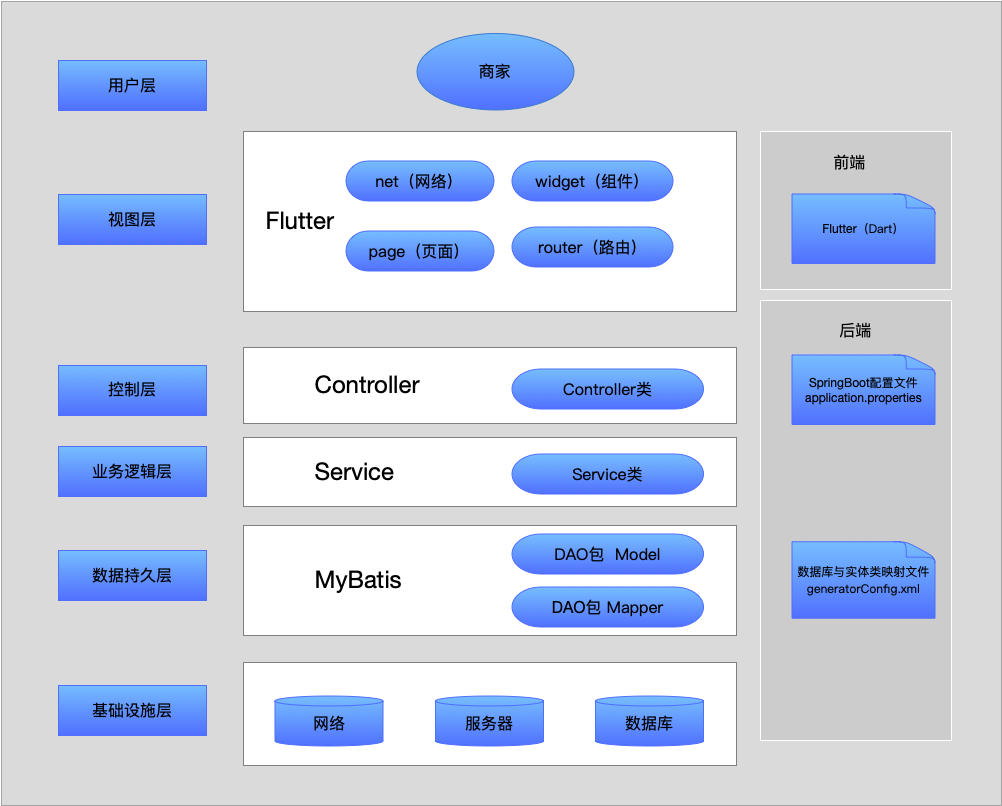 用户层
商家
视图层
Flutter
net（网络）
widget（组件）
page（页面）
router（路由）
前端
Flutter（Dart）
控制层
Controller
Controller类
后端
SpringBoot配置文件
application.properties
业务逻辑层
Service
Service类
数据持久层
MyBatis
DAO包 Model
DAO包 Mapper
数据库与实体类映射文件
generatorConfig.xml
基础设施层
网络
服务器
数据库